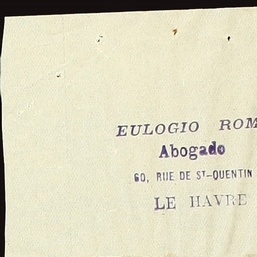 EULOGIO ROM
Abogado
60, RUE DE Sᵀ-QUENTIN
LE HAVRE